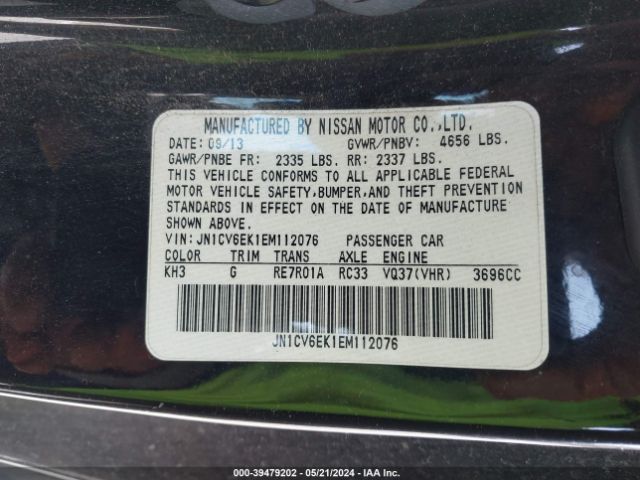 MANUFACTURED BY NISSAN MOTOR CO.,LTD.
DATE: 09/13 GVWR/PNBV: 4656 LBS.
GAWR/PNBE FR: 2335 LBS. RR: 2337 LBS.
THIS VEHICLE CONFORMS TO ALL APPLICABLE FEDERAL
MOTOR VEHICLE SAFETY,BUMPER,AND THEFT PREVENTION
STANDARDS IN EFFECT ON THE DATE OF MANUFACTURE
SHOWN ABOVE.
VIN: JN1CV6EK1EM112076 PASSENGER CAR
COLOR TRIM TRANS AXLE ENGINE
KH3 G RE7R01A RC33 VQ37(VHR) 3696CC
JN1CV6EK1EM112076
000-39479202 - 05/21/2024 - IAA Inc.